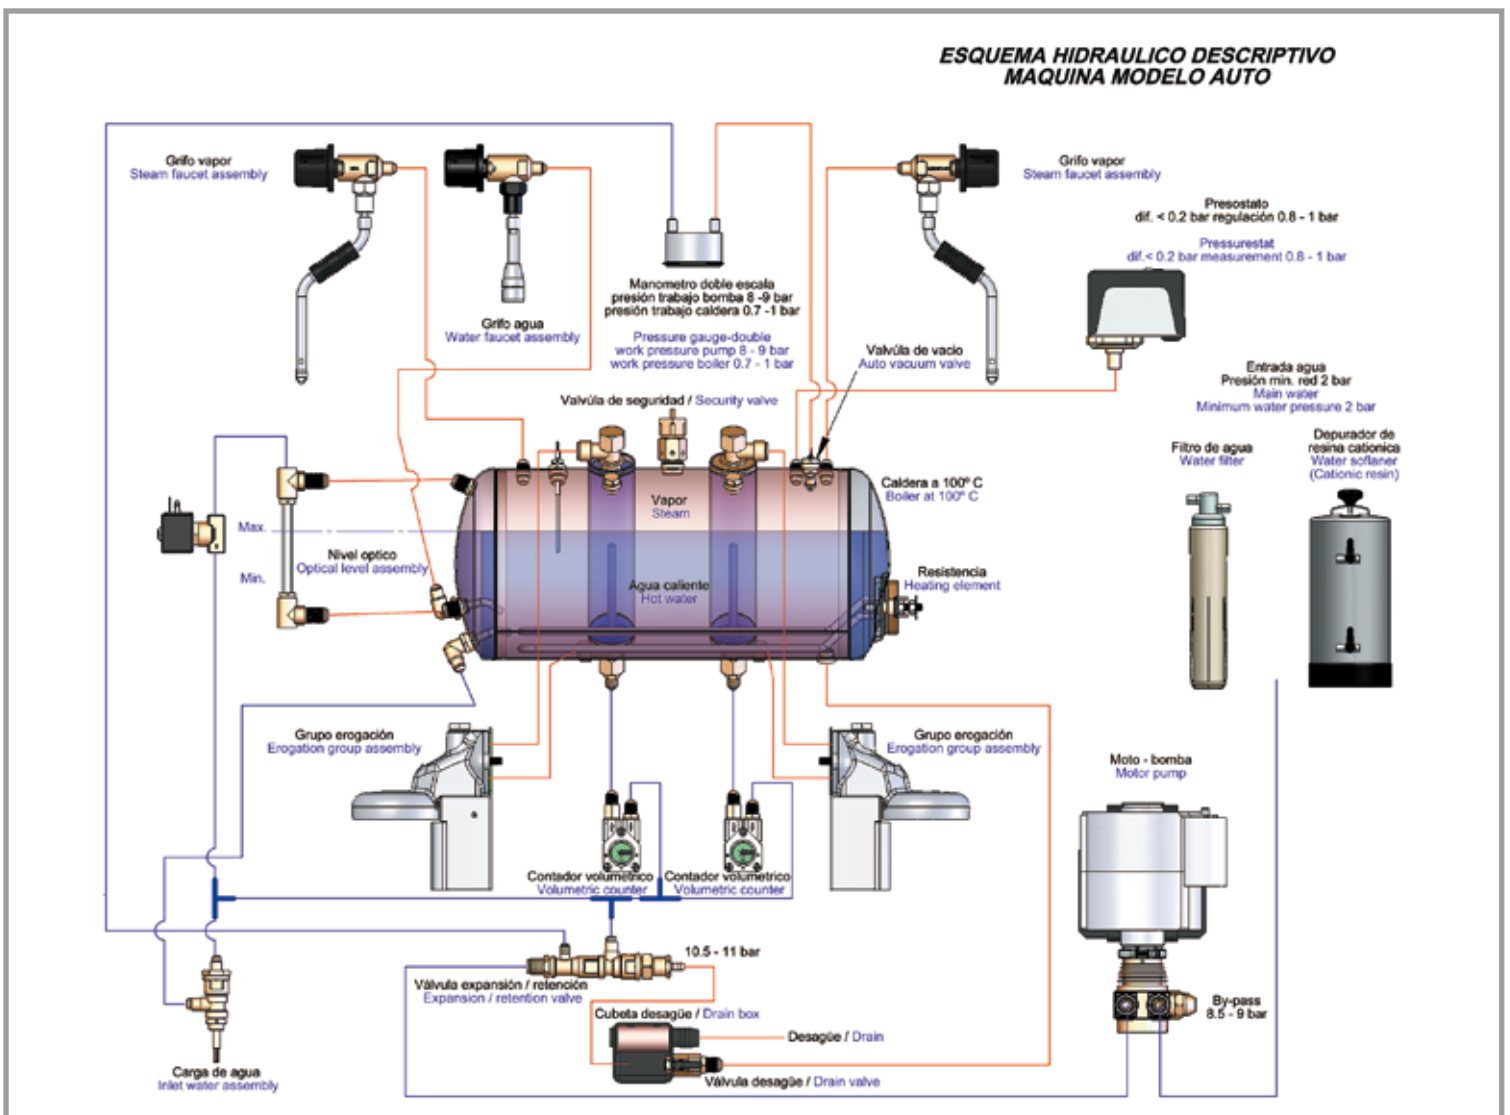 ESQUEMA HIDRAULICO DESCRIPTIVO
MAQUINA MODELO AUTO
Grifo vapor
Steam faucet assembly
Grifo agua
Water faucet assembly
Manometro doble escala
presión trabajo bomba 8 -9 bar
presión trabajo caldera 0.7 -1 bar
Pressure gauge-double
work pressure pump 8 - 9 bar
work pressure boiler 0.7 - 1 bar
Grifo vapor
Steam faucet assembly
Presostato
dif. < 0.2 bar regulación 0.8 - 1 bar
Pressurestat
dif.< 0.2 bar measurement 0.8 - 1 bar
Valvúla de vacio
Auto vacuum valve
Entrada agua
Presión min. red 2 bar
Main water
Minimum water pressure 2 bar
Valvúla de seguridad / Security valve
Filtro de agua
Water filter
Depurador de
resina cationica
Water softaner
(Cationic resin)
Caldera a 100º C
Boiler at 100º C
Vapor
Steam
Max.
Nivel optico
Optical level assembly
Min.
Agua caliente
Hot water
Resistencia
Heating element
Grupo erogación
Erogation group assembly
Grupo erogación
Erogation group assembly
Moto - bomba
Motor pump
Contador volumetrico
Volumetric counter
Contador volumetrico
Volumetric counter
10.5 - 11 bar
Válvula expansión / retención
Expansion / retention valve
By-pass
8.5 - 9 bar
Cubeta desagüe / Drain box
Desagüe / Drain
Válvula desagüe / Drain valve
Carga de agua
Inlet water assembly